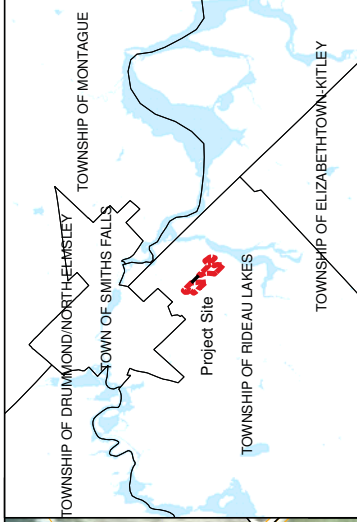 TOWNSHIP OF DRUMMOND/NORTH ELMSLEY
TOWNSHIP OF MONTAGUE
TOWN OF SMITHS FALLS
Project Site
TOWNSHIP OF RIDEAU LAKES
TOWNSHIP OF ELIZABETHTOWN-KITLEY